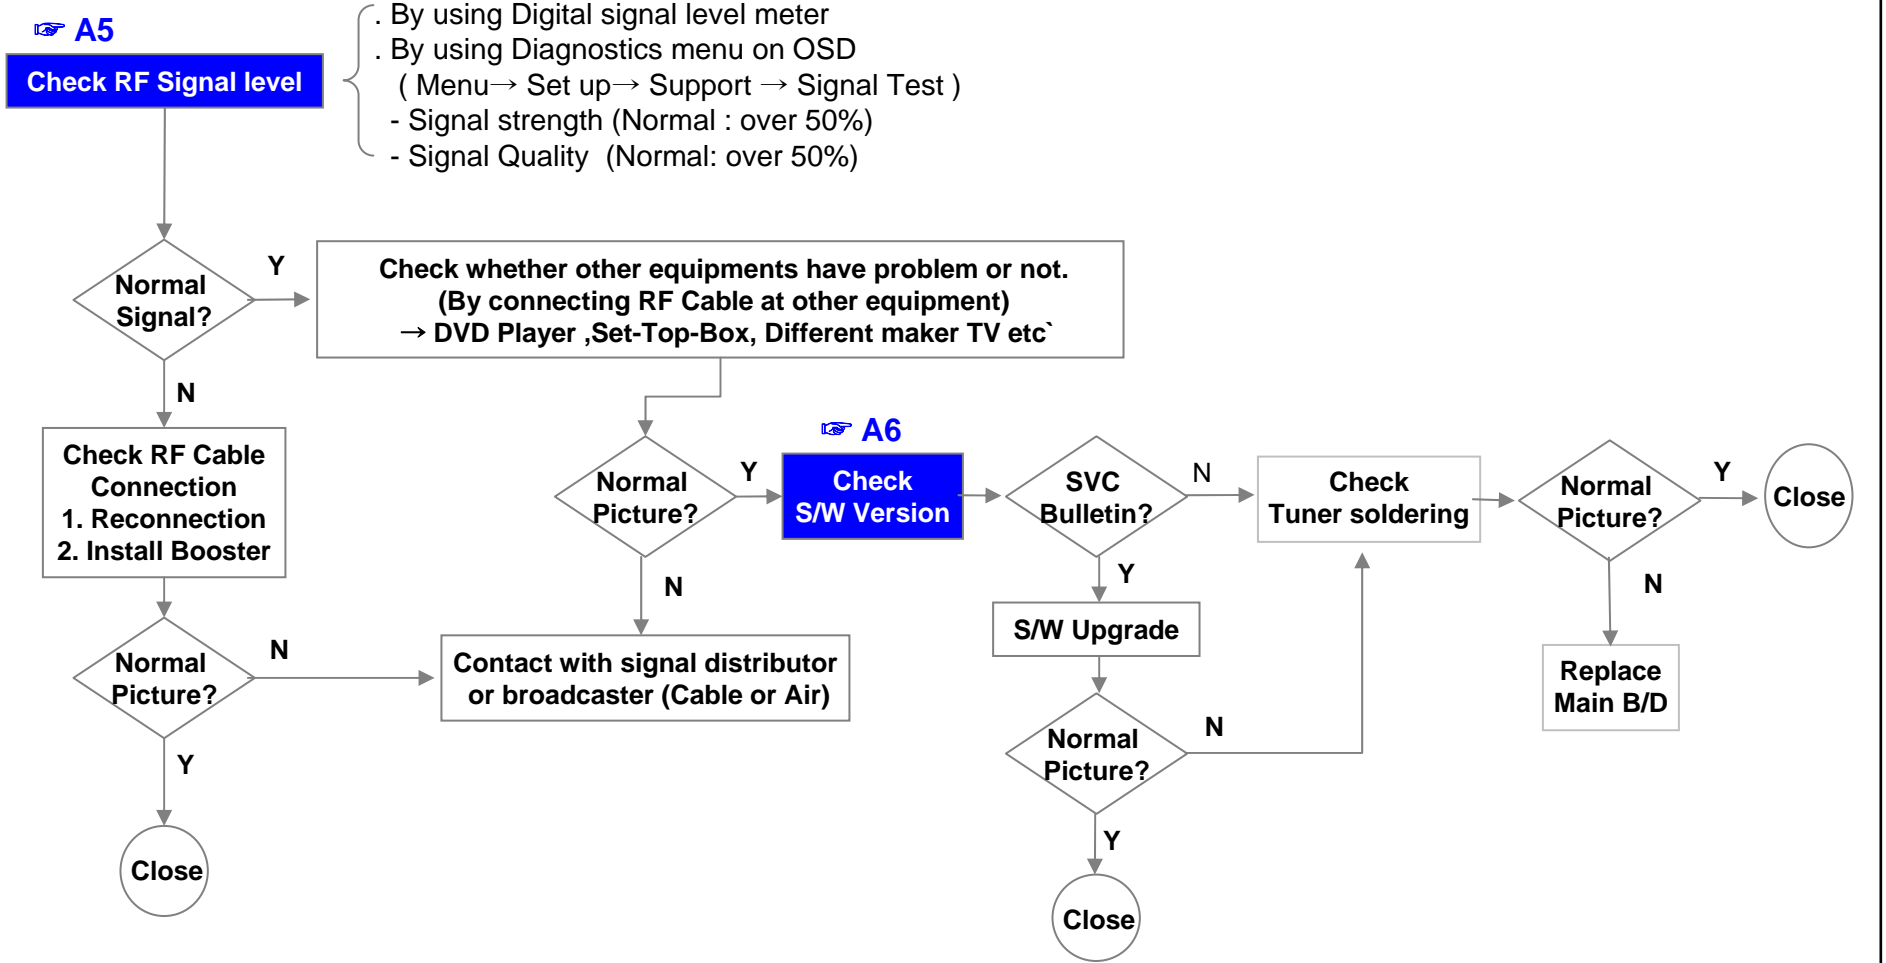 ☞ A5
Check RF Signal level
. By using Digital signal level meter
. By using Diagnostics menu on OSD
( Menu→ Set up→ Support → Signal Test )
- Signal strength (Normal : over 50%)
- Signal Quality (Normal: over 50%)
Normal
Signal?
Y
Check whether other equipments have problem or not.
(By connecting RF Cable at other equipment)
→ DVD Player ,Set-Top-Box, Different maker TV etc`
N
Check RF Cable
Connection
1. Reconnection
2. Install Booster
Normal
Picture?
Y
☞ A6
Check
S/W Version
SVC
Bulletin?
N
Check
Tuner soldering
Normal
Picture?
Y
Close
N
Y
N
S/W Upgrade
Replace
Main B/D
Normal
Picture?
N
Contact with signal distributor
or broadcaster (Cable or Air)
Normal
Picture?
N
Y
Y
Close
Close